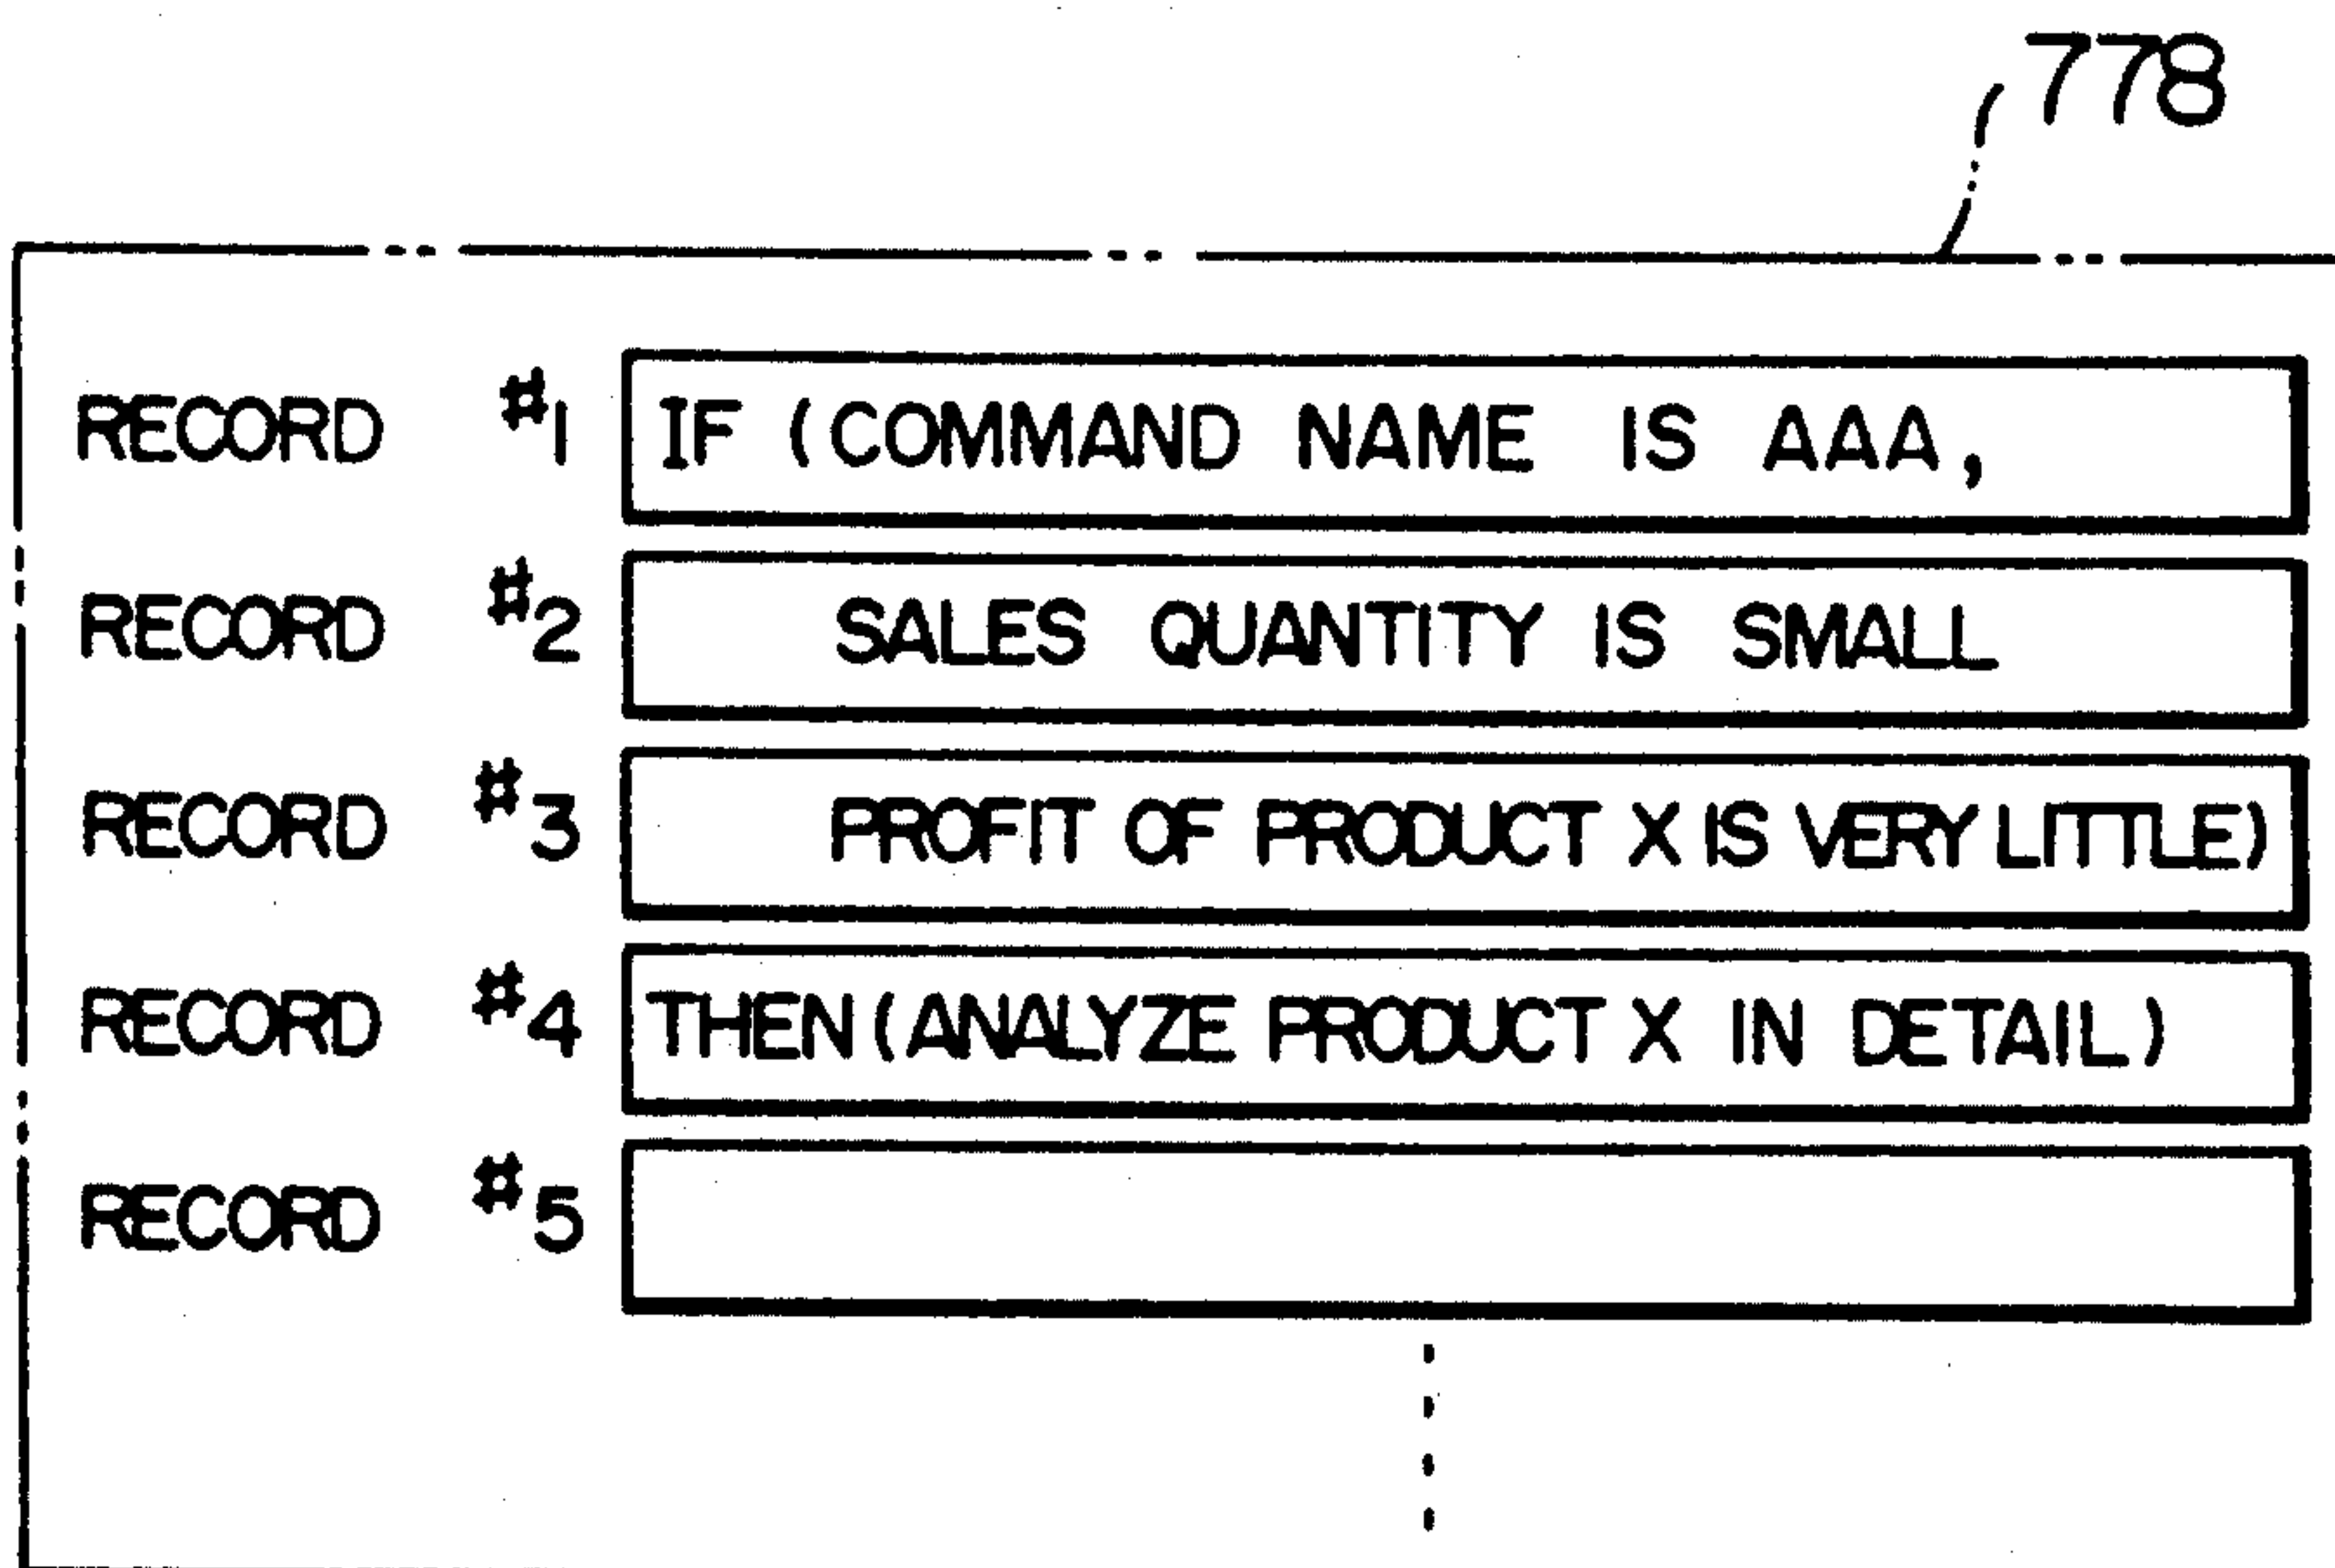 778
RECORD #1 IF (COMMAND NAME IS AAA,
RECORD #2 SALES QUANTITY IS SMALL
RECORD #3 PROFIT OF PRODUCT X IS VERY LITTLE)
RECORD #4 THEN (ANALYZE PRODUCT X IN DETAIL)
RECORD #5